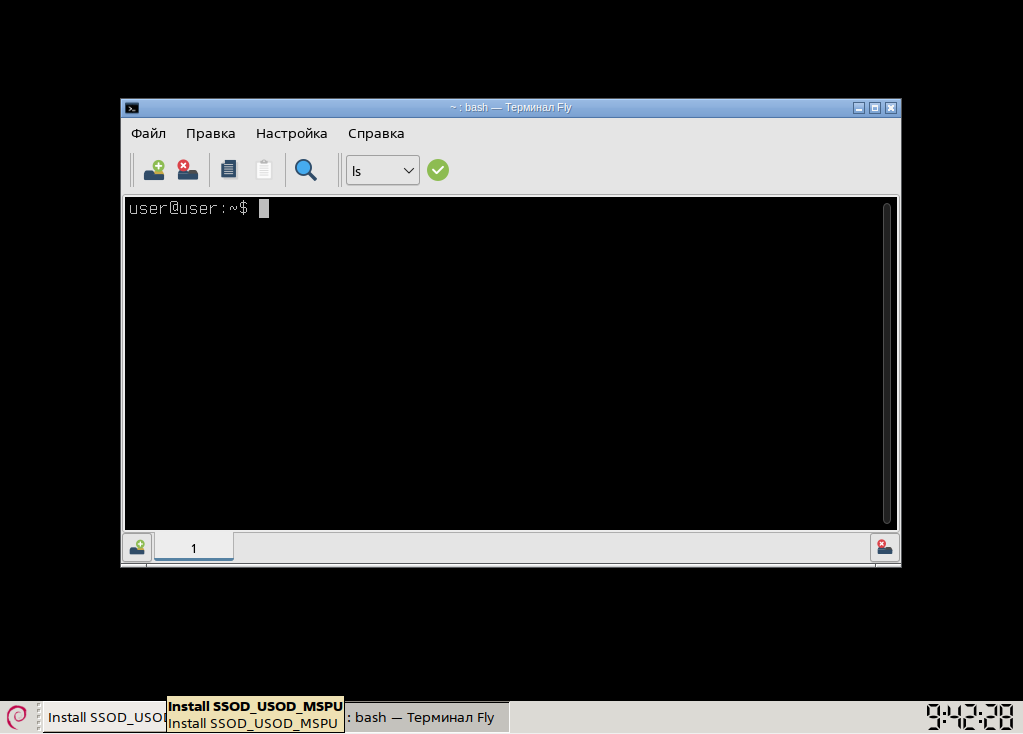 ~ : bash — Терминал Fly
Файл Правка Настройка Справка
ls
user@user:~$
1
Install SSOD_USOD_MSPU
Install SSOD_USOD_MSPU
Install SSOD_USOD
: bash — Терминал Fly
9:42:28